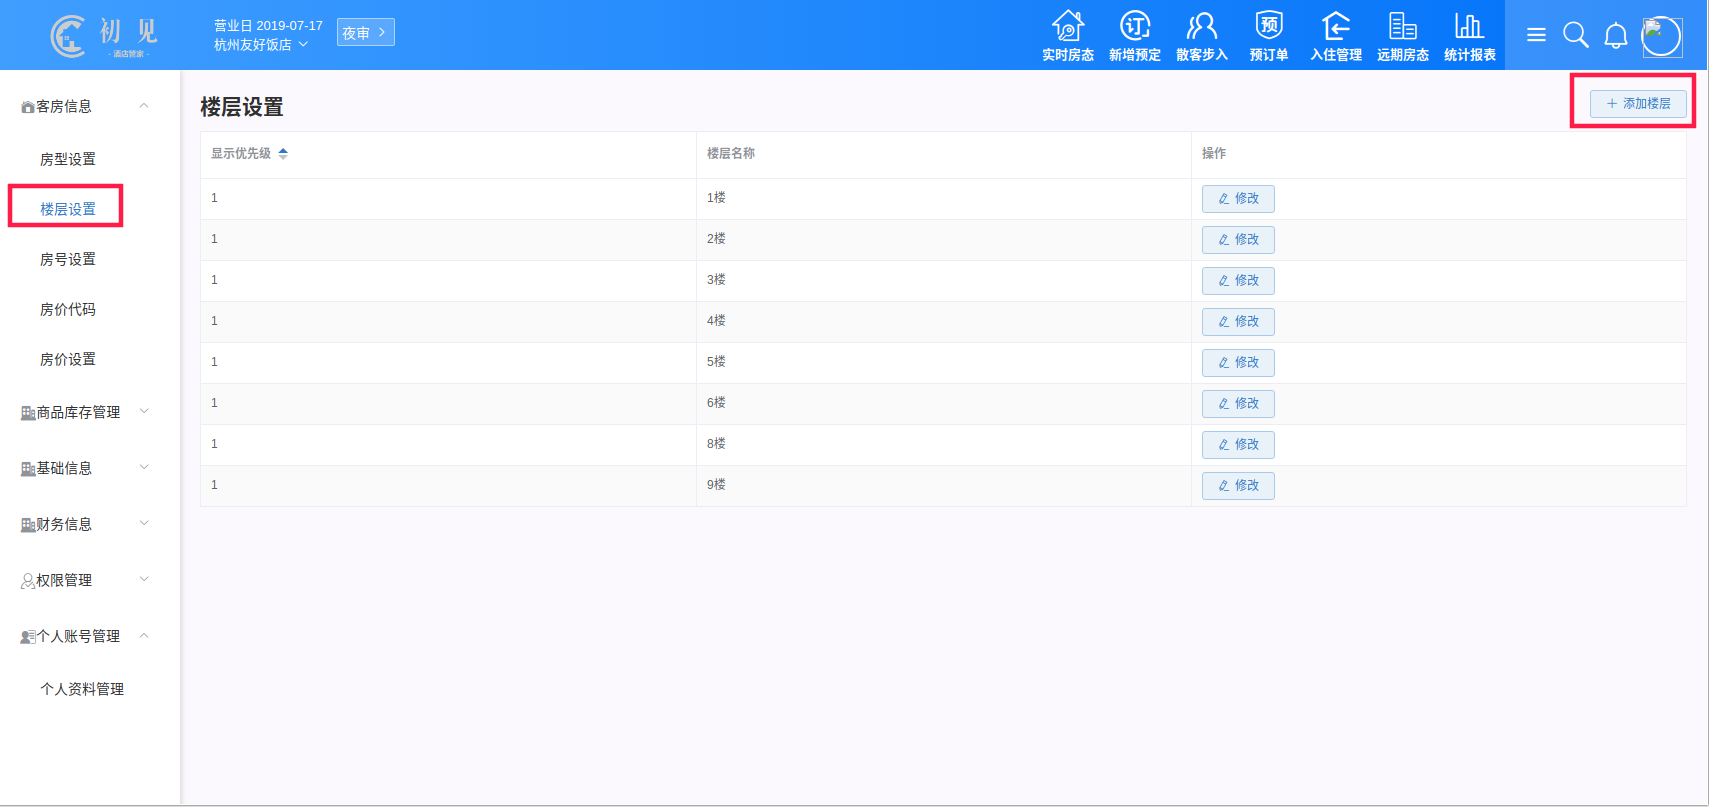 初 见
- 酒店管家 -
营业日 2019-07-17
杭州友好饭店
夜审
订
预
实时房态
新增预定
散客步入
预订单
入住管理
远期房态
统计报表
客房信息
房型设置
楼层设置
房号设置
房价代码
房价设置
商品库存管理
基础信息
财务信息
权限管理
个人账号管理
个人资料管理
楼层设置
添加楼层
显示优先级 楼层名称 操作
1 1楼 修改
1 2楼 修改
1 3楼 修改
1 4楼 修改
1 5楼 修改
1 6楼 修改
1 8楼 修改
1 9楼 修改